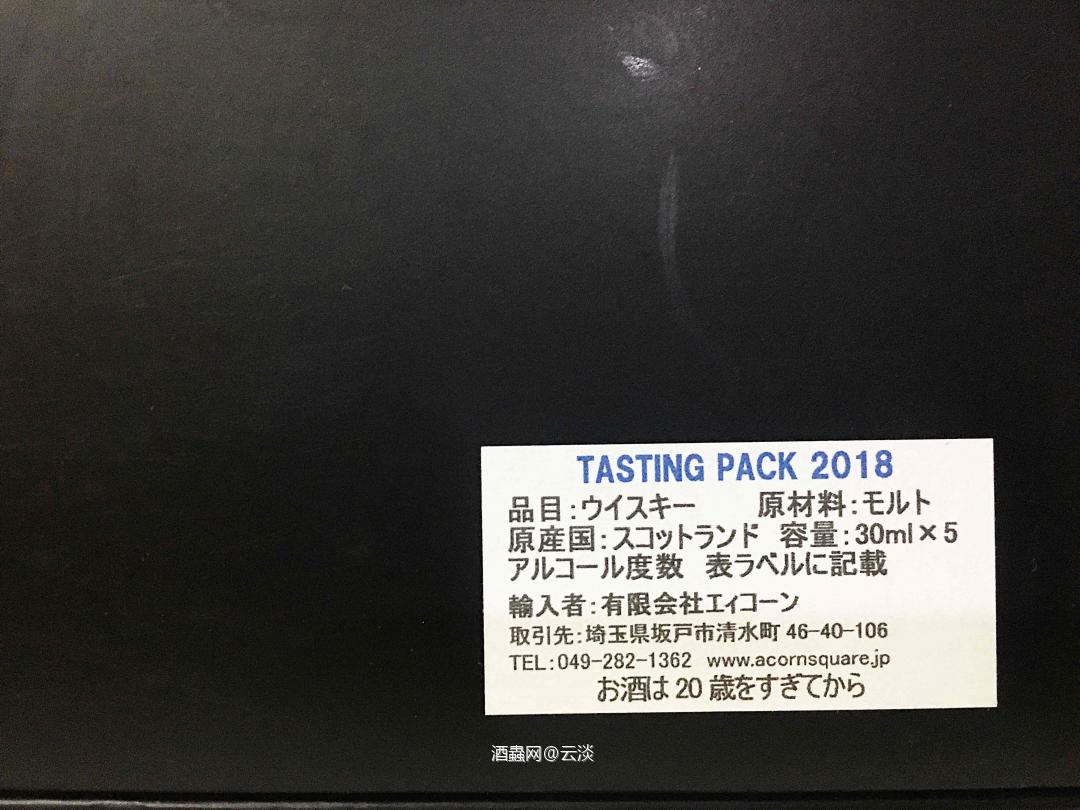 TASTING PACK 2018
品目：ウイスキー 原材料：モルト
原産国：スコットランド 容量：30ml×5
アルコール度数 表ラベルに記載
輸入者：有限会社エィコーン
取引先：埼玉県坂戸市清水町 46-40-106
TEL：049-282-1362 www.acornsquare.jp
お酒は 20 歳をすぎてから
酒蟲网@云淡